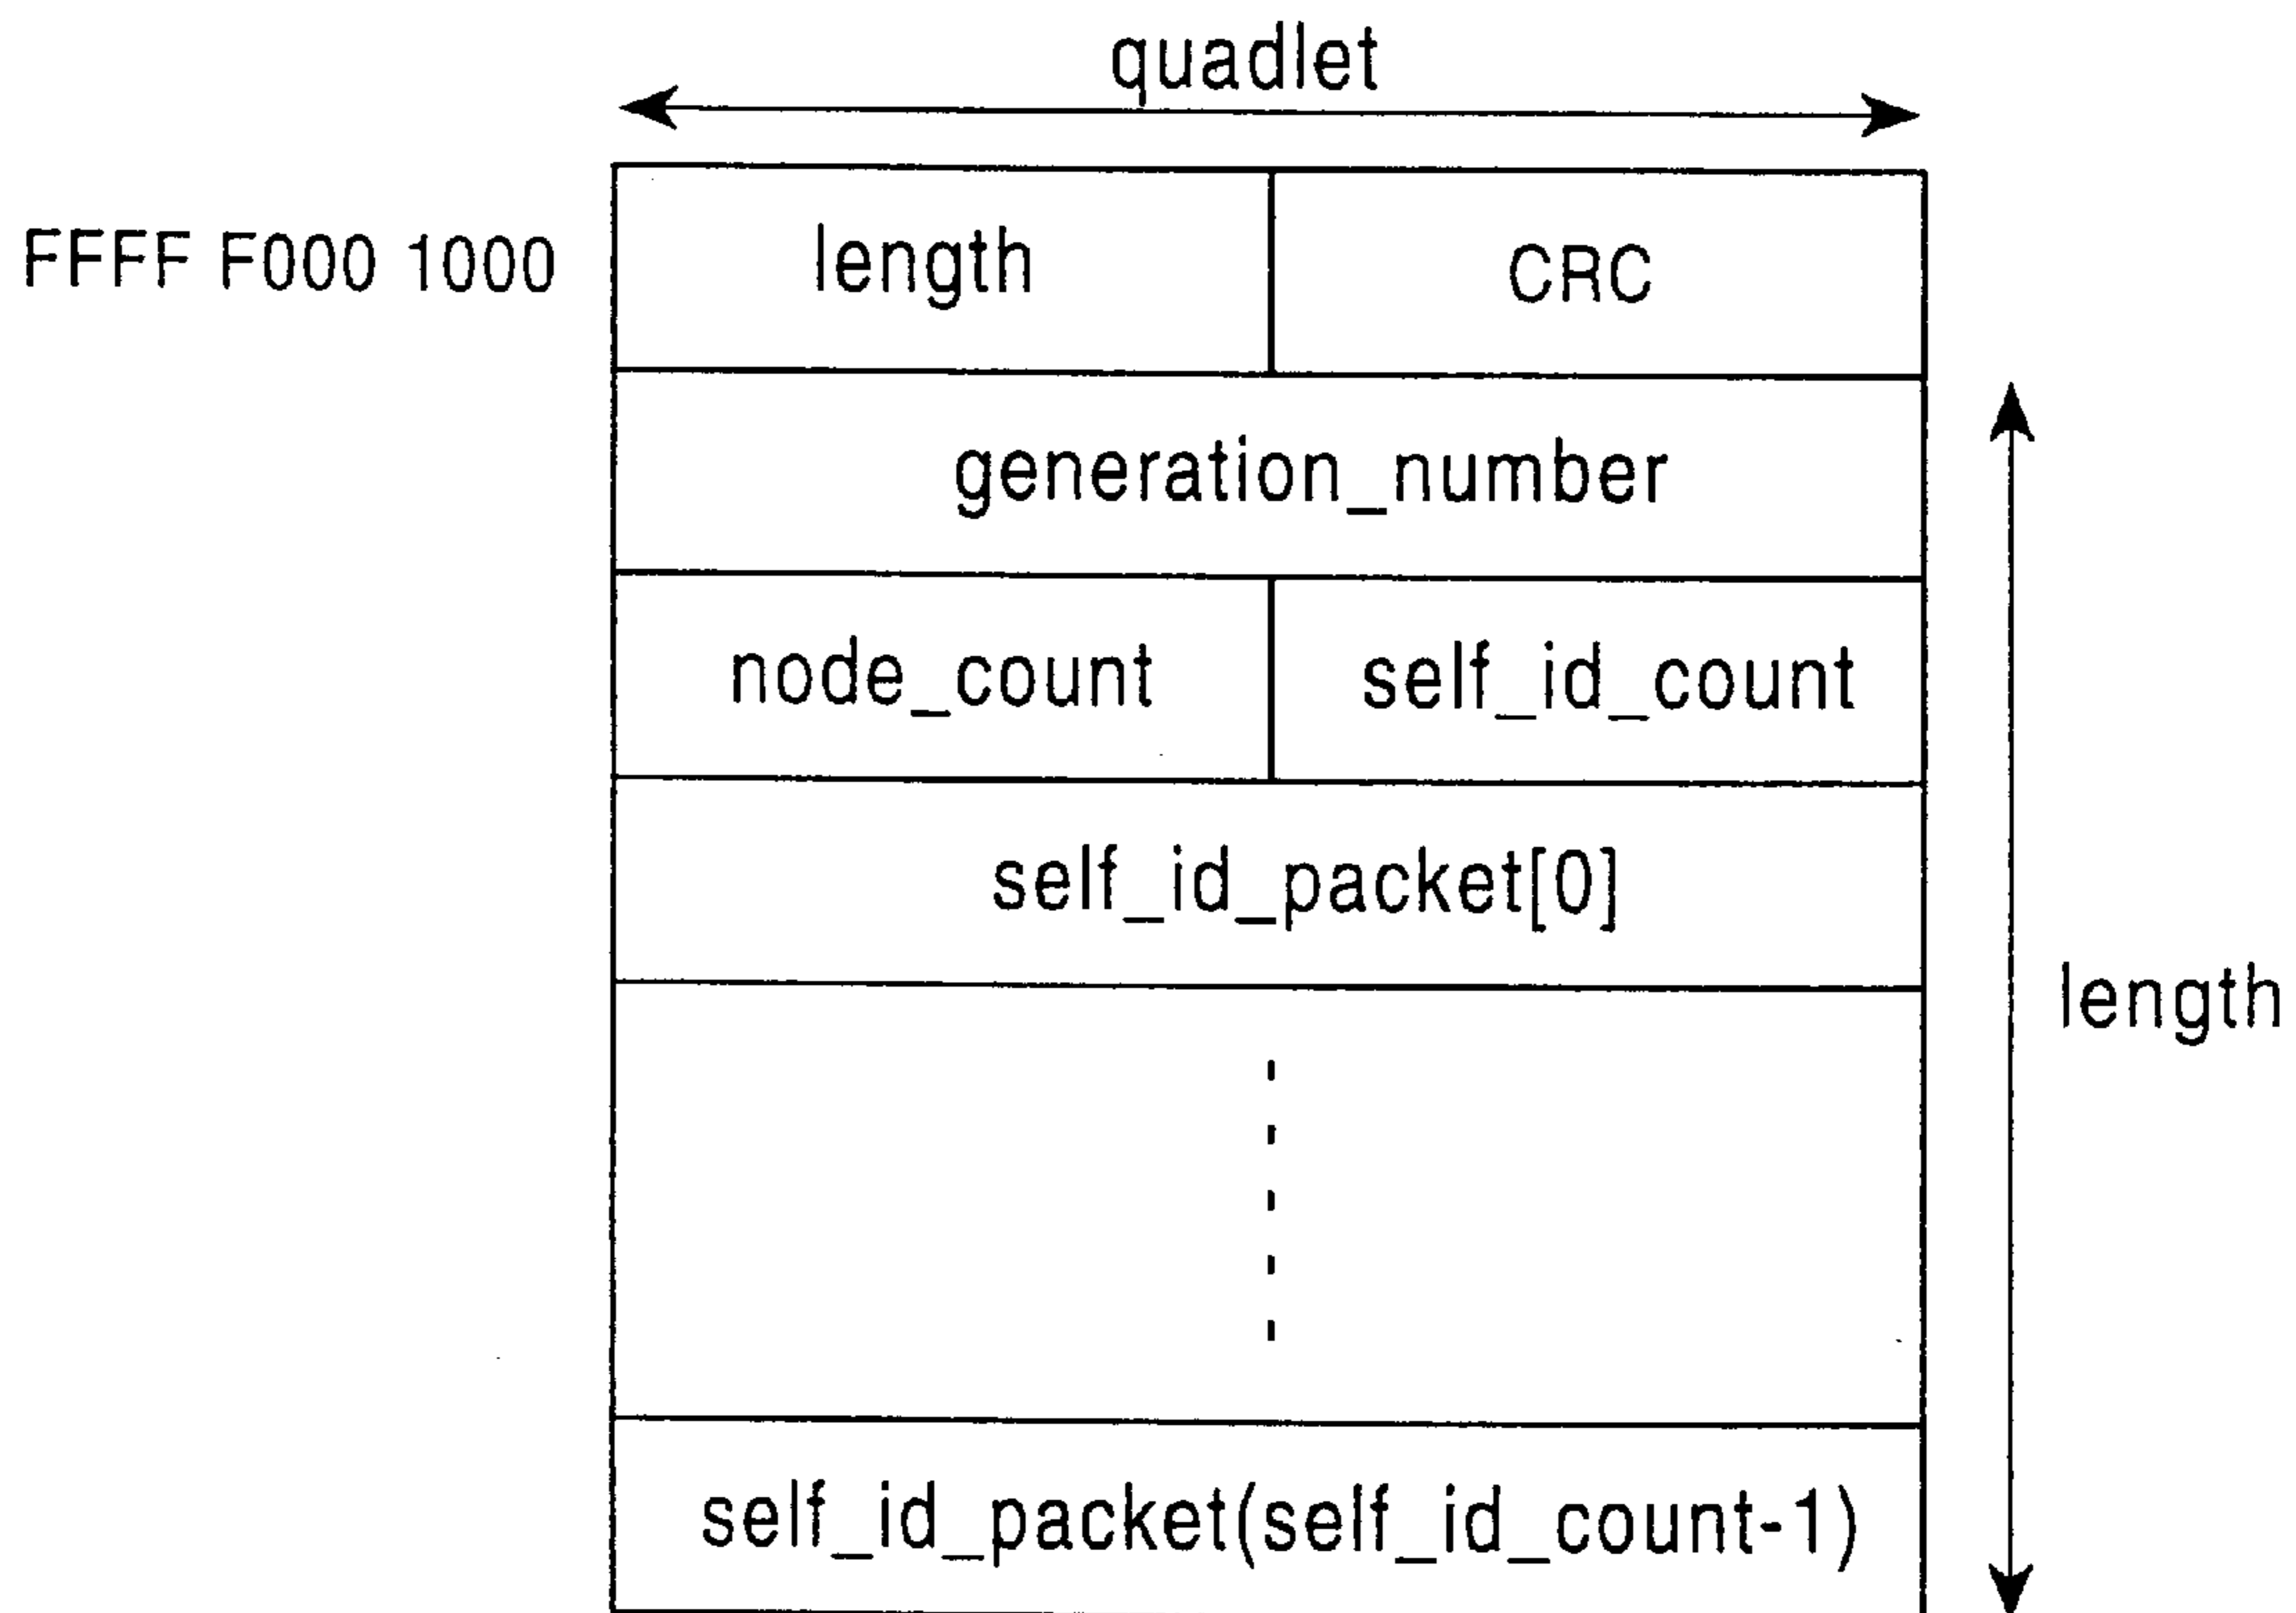 quadlet
FFFF F000 1000
length
CRC
generation_number
node_count
self_id_count
self_id_packet[0]
length
self_id_packet(self_id_count-1)